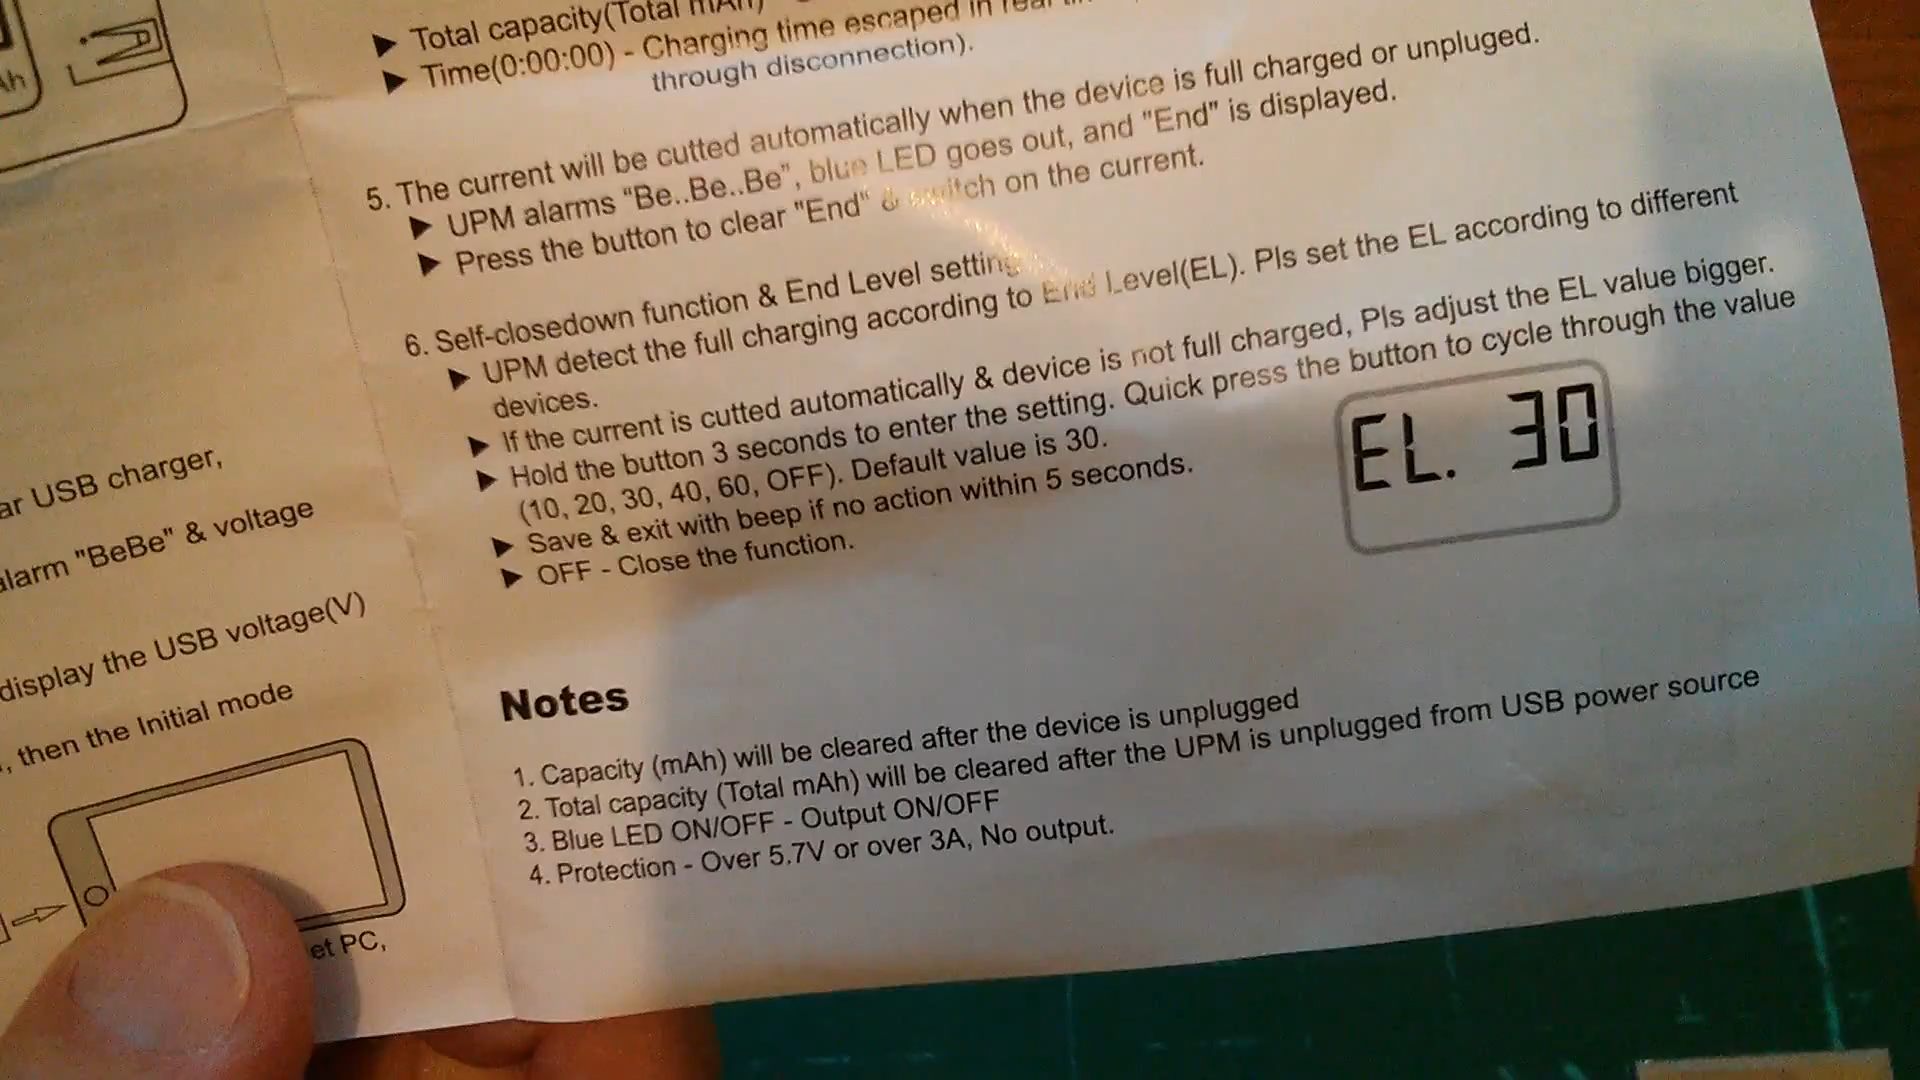 Ah
▶ Total capacity(Total mAh)
▶ Time(0:00:00) - Charging time escaped in real
through disconnection).
5. The current will be cutted automatically when the device is full charged or unpluged.
▶ UPM alarms "Be..Be..Be", blue LED goes out, and "End" is displayed.
▶ Press the button to clear "End" & switch on the current.
6. Self-closedown function & End Level setting
▶ UPM detect the full charging according to End Level(EL). Pls set the EL according to different
devices.
▶ If the current is cutted automatically & device is not full charged, Pls adjust the EL value bigger.
▶ Hold the button 3 seconds to enter the setting. Quick press the button to cycle through the value
(10, 20, 30, 40, 60, OFF). Default value is 30.
▶ Save & exit with beep if no action within 5 seconds.
▶ OFF - Close the function.
EL. 30
Notes
1. Capacity (mAh) will be cleared after the device is unplugged
2. Total capacity (Total mAh) will be cleared after the UPM is unplugged from USB power source
3. Blue LED ON/OFF - Output ON/OFF
4. Protection - Over 5.7V or over 3A, No output.
ar USB charger,
alarm "BeBe" & voltage
display the USB voltage(V)
, then the Initial mode
et PC,